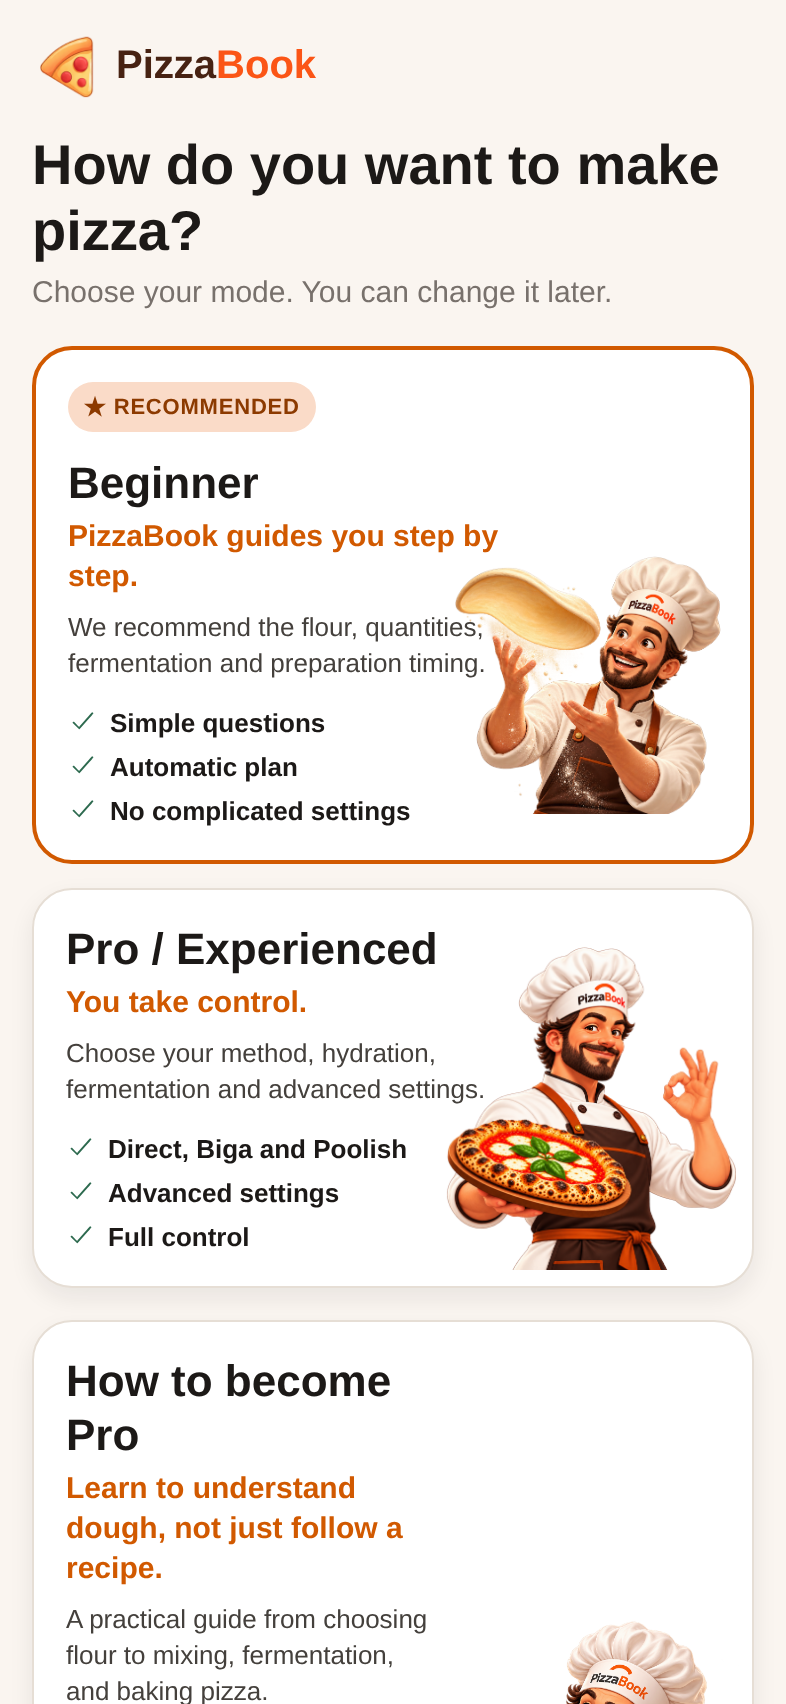 PizzaBook
How do you want to make
pizza?
Choose your mode. You can change it later.
★ RECOMMENDED
Beginner
PizzaBook guides you step by
step.
We recommend the flour, quantities,
fermentation and preparation timing.
Simple questions
Automatic plan
No complicated settings
PizzaBook
Pro / Experienced
You take control.
Choose your method, hydration,
fermentation and advanced settings.
Direct, Biga and Poolish
Advanced settings
Full control
PizzaBook
How to become
Pro
Learn to understand
dough, not just follow a
recipe.
A practical guide from choosing
flour to mixing, fermentation,
and baking pizza.
PizzaBook